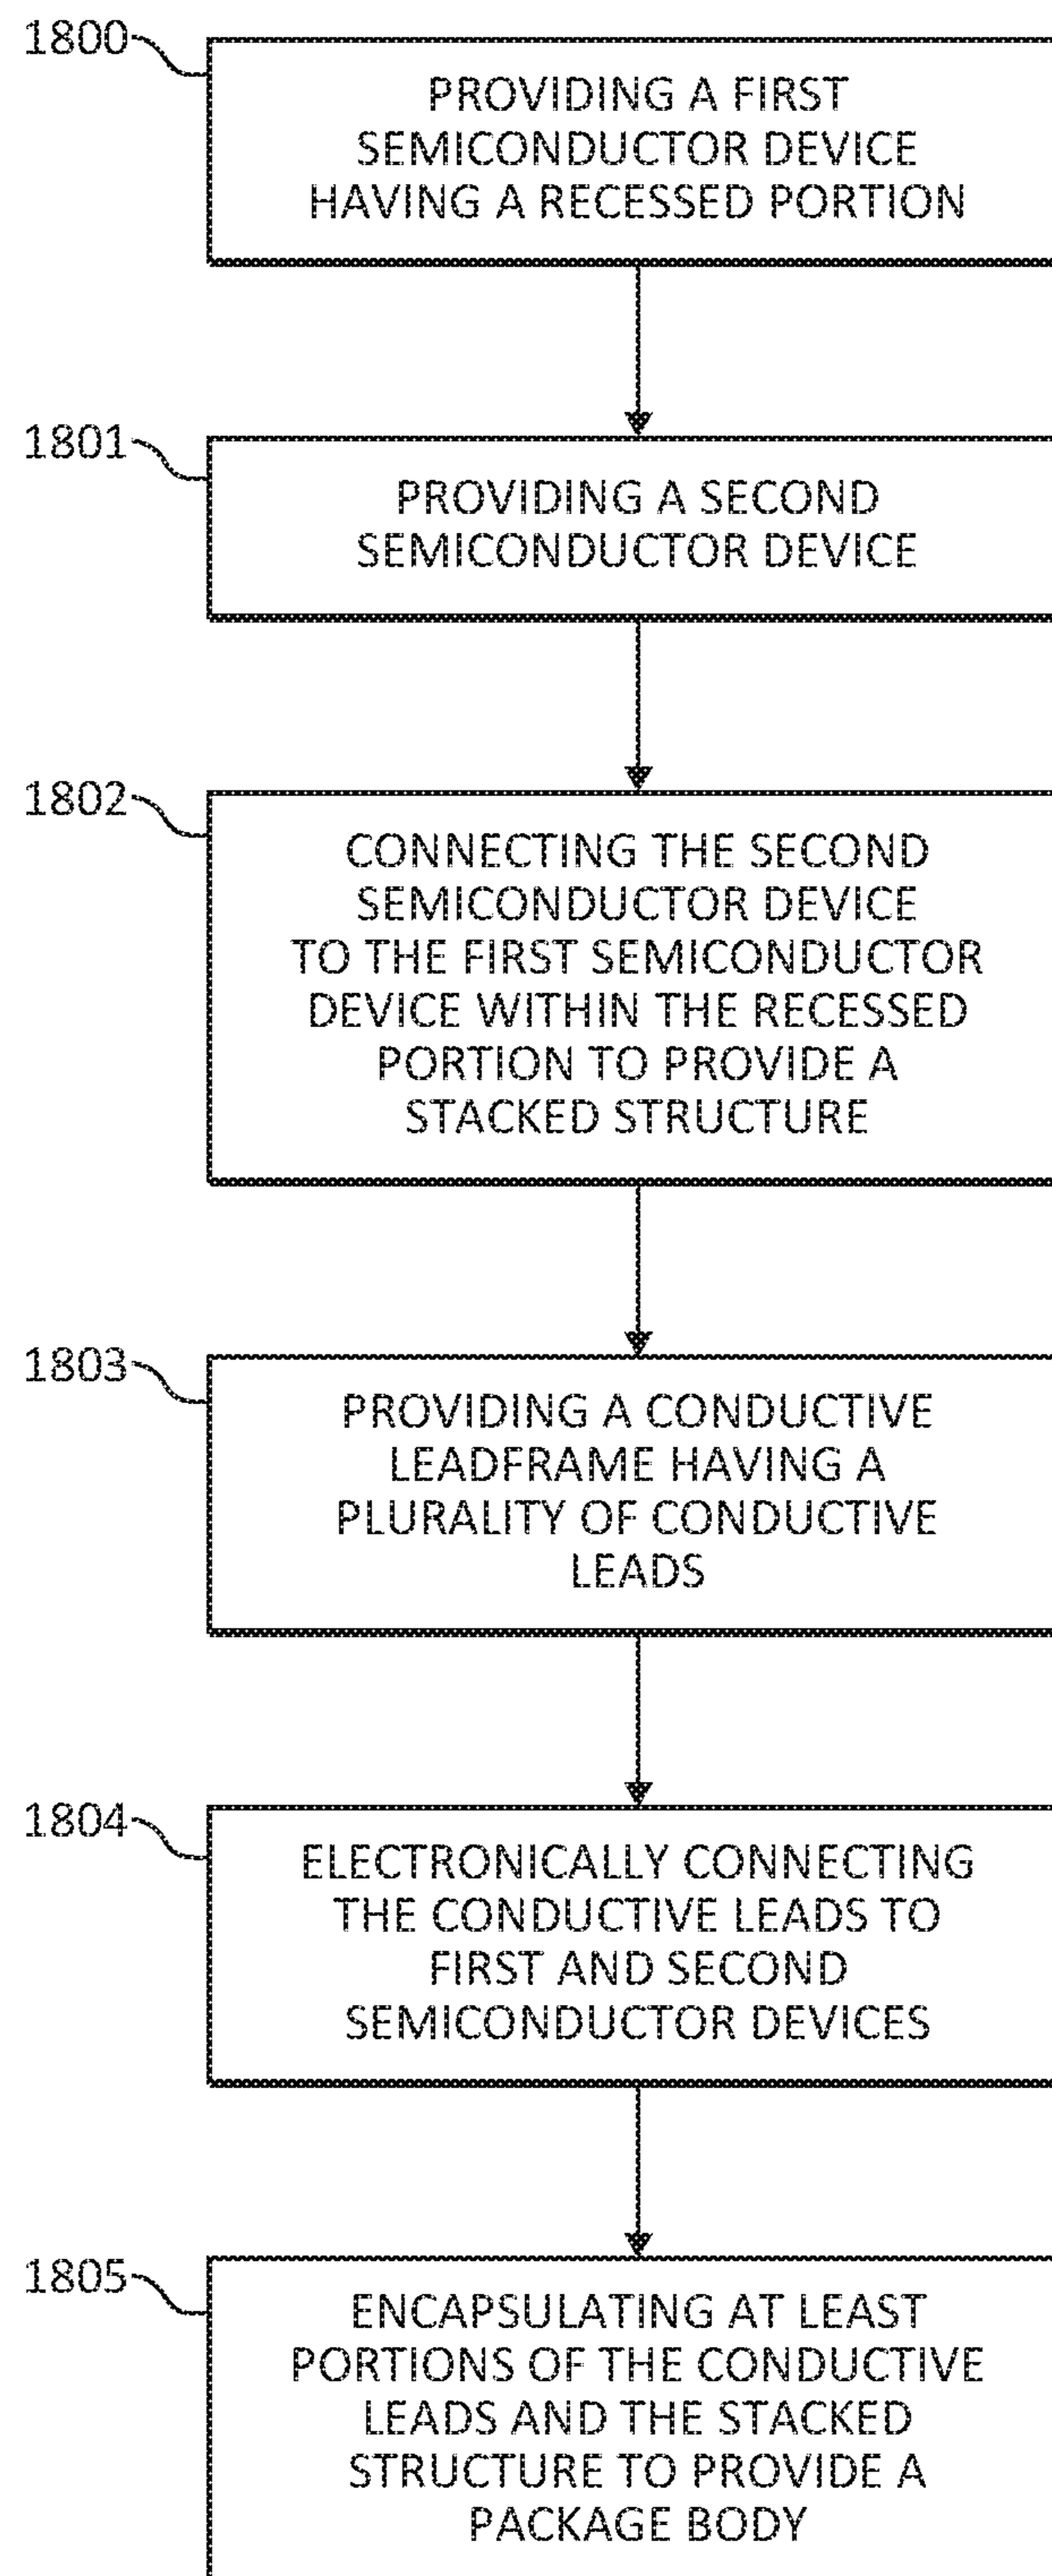 1800
PROVIDING A FIRST
SEMICONDUCTOR DEVICE
HAVING A RECESSED PORTION
1801
PROVIDING A SECOND
SEMICONDUCTOR DEVICE
1802
CONNECTING THE SECOND
SEMICONDUCTOR DEVICE
TO THE FIRST SEMICONDUCTOR
DEVICE WITHIN THE RECESSED
PORTION TO PROVIDE A
STACKED STRUCTURE
1803
PROVIDING A CONDUCTIVE
LEADFRAME HAVING A
PLURALITY OF CONDUCTIVE
LEADS
1804
ELECTRONICALLY CONNECTING
THE CONDUCTIVE LEADS TO
FIRST AND SECOND
SEMICONDUCTOR DEVICES
1805
ENCAPSULATING AT LEAST
PORTIONS OF THE CONDUCTIVE
LEADS AND THE STACKED
STRUCTURE TO PROVIDE A
PACKAGE BODY